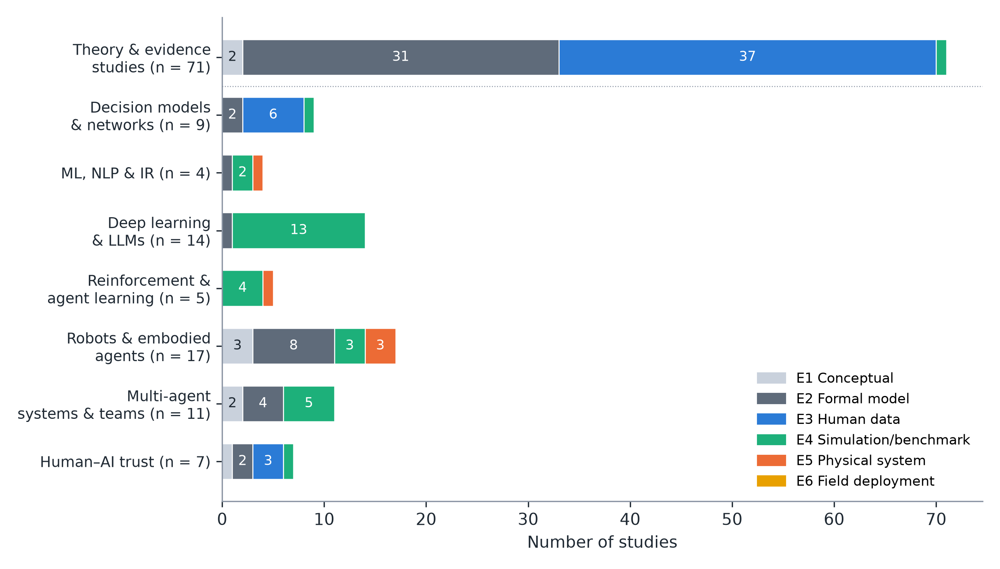 Theory & evidence
studies (n = 71)
2 31 37
Decision models
& networks (n = 9)
2 6
ML, NLP & IR (n = 4)
2
Deep learning
& LLMs (n = 14)
13
Reinforcement &
agent learning (n = 5)
4
Robots & embodied
agents (n = 17)
3 8 3 3
Multi-agent
systems & teams (n = 11)
2 4 5
Human–AI trust (n = 7)
2 3
E1 Conceptual
E2 Formal model
E3 Human data
E4 Simulation/benchmark
E5 Physical system
E6 Field deployment
0 10 20 30 40 50 60 70
Number of studies